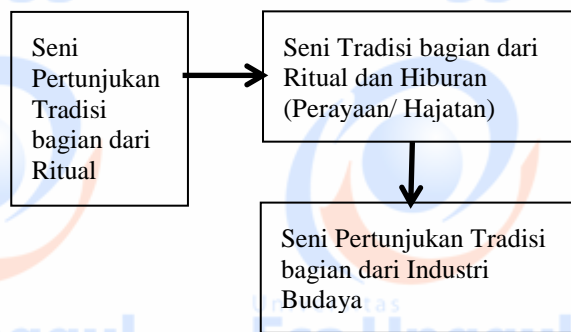 Seni
Pertunjukan
Tradisi
bagian dari
Ritual
Seni Tradisi bagian dari
Ritual dan Hiburan
(Perayaan/ Hajatan)
Seni Pertunjukan Tradisi
bagian dari Industri
Budaya
Universitas